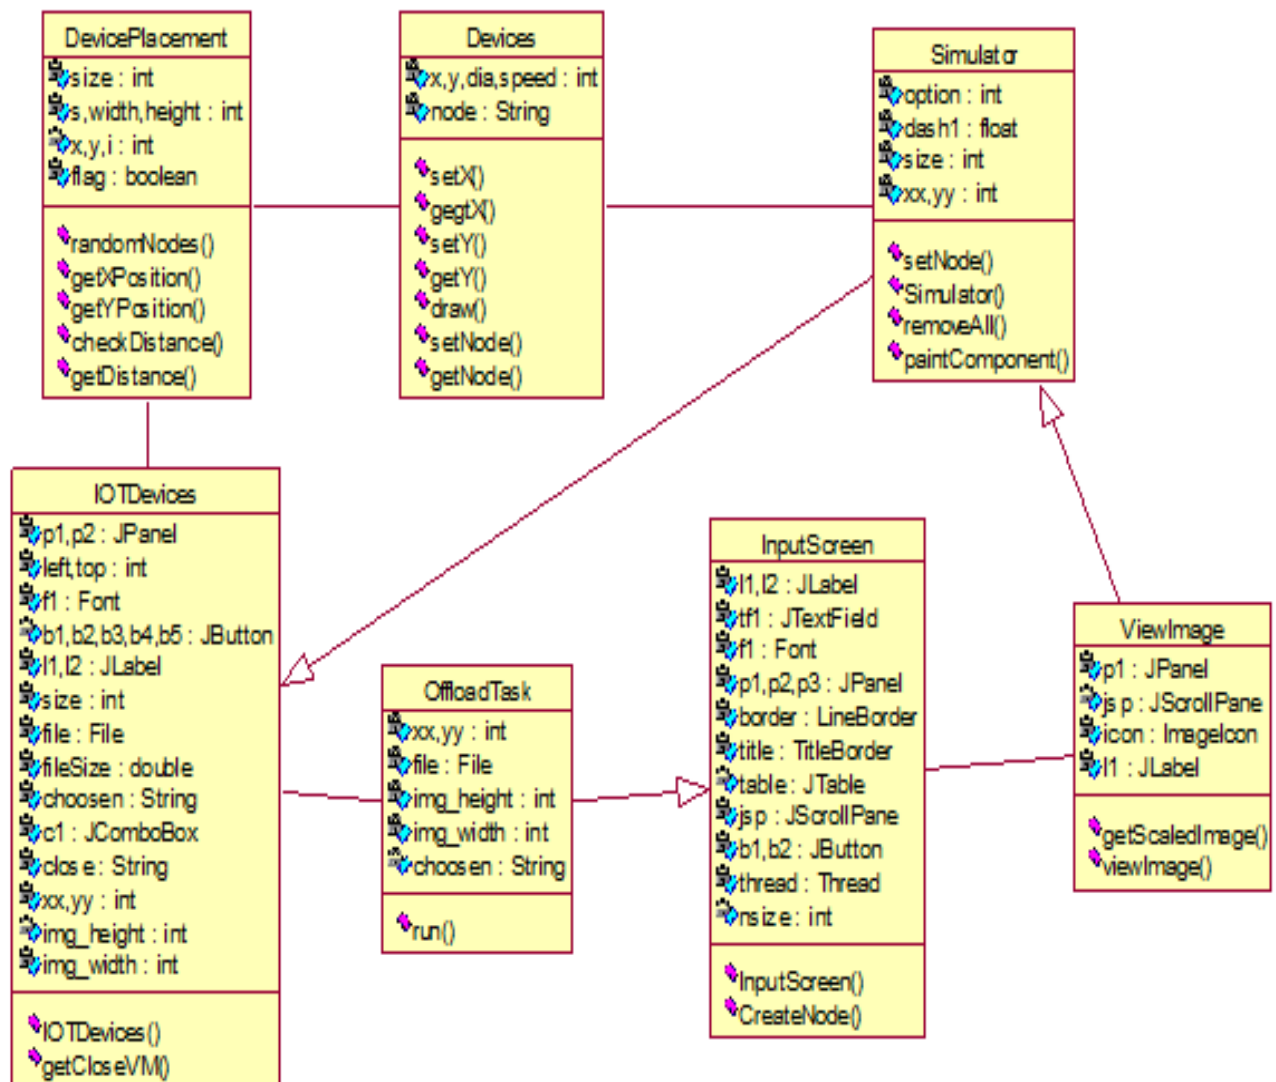 DevicePlacement
size : int
s,width,height : int
x,y,i : int
flag : boolean
randomNodes()
getXPosition()
getYPosition()
checkDistance()
getDistance()
Devices
x,y,dia,speed : int
node : String
setX()
gegtX()
setY()
getY()
draw()
setNode()
getNode()
Simulator
option : int
dash1 : float
size : int
xx,yy : int
setNode()
Simulator()
removeAll()
paintComponent()
IOTDevices
p1,p2 : JPanel
left,top : int
f1 : Font
b1,b2,b3,b4,b5 : JButton
l1,l2 : JLabel
size : int
file : File
fileSize : double
choosen : String
c1 : JComboBox
close : String
xx,yy : int
img_height : int
img_width : int
IOTDevices()
getCloseVM()
OffloadTask
xx,yy : int
file : File
img_height : int
img_width : int
choosen : String
run()
InputScreen
l1,l2 : JLabel
tf1 : JTextField
f1 : Font
p1,p2,p3 : JPanel
border : LineBorder
title : TitleBorder
table : JTable
jsp : JScrollPane
b1,b2 : JButton
thread : Thread
nsize : int
InputScreen()
CreateNode()
ViewImage
p1 : JPanel
jsp : JScrollPane
icon : ImageIcon
l1 : JLabel
getScaledImage()
viewImage()